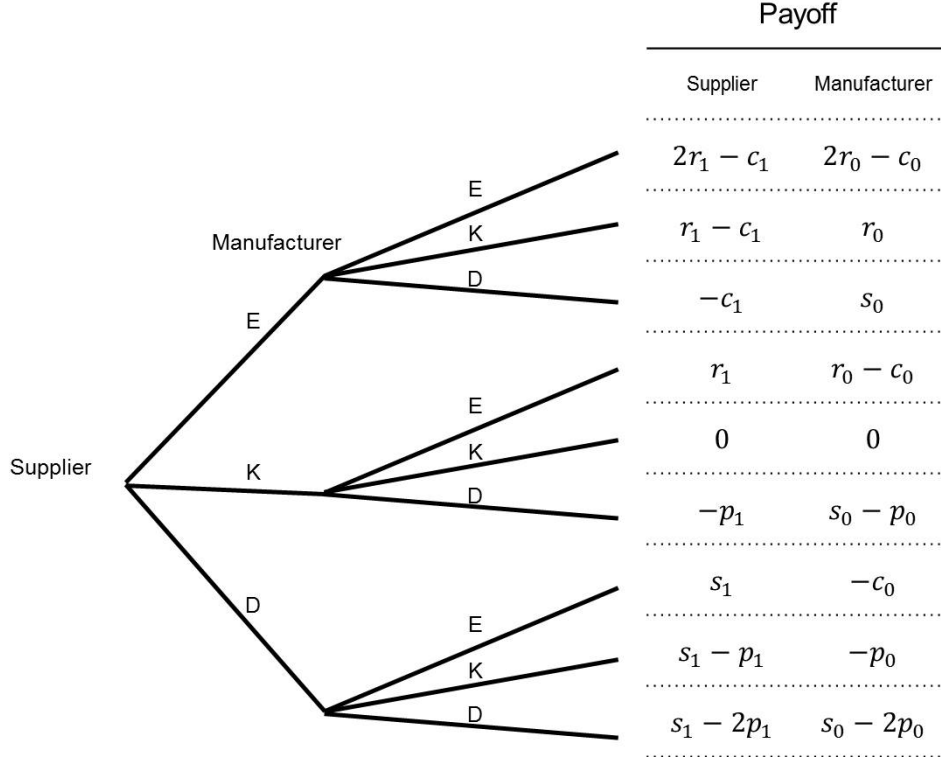 Payoff
Supplier Manufacturer
E 2r₁ − c₁ 2r₀ − c₀
K r₁ − c₁ r₀
Manufacturer
D −c₁ s₀
E
E r₁ r₀ − c₀
K 0 0
Supplier
K
D −p₁ s₀ − p₀
D
E s₁ −c₀
K s₁ − p₁ −p₀
D s₁ − 2p₁ s₀ − 2p₀